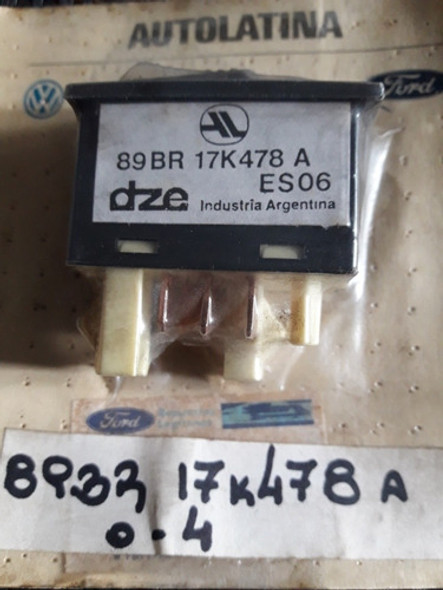 AUTOLATINA
Ford
89BR 17K478 A
ES06
dze Industria Argentina
Ford
89BR 17K478 A
0-4